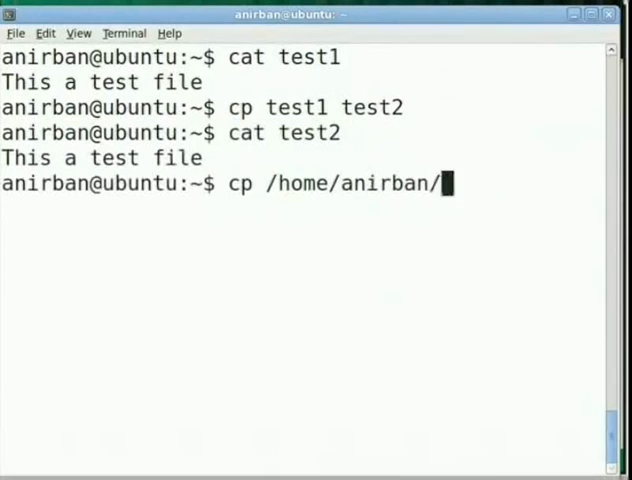 anirban@ubuntu: ~
File Edit View Terminal Help
anirban@ubuntu:~$ cat test1
This a test file
anirban@ubuntu:~$ cp test1 test2
anirban@ubuntu:~$ cat test2
This a test file
anirban@ubuntu:~$ cp /home/anirban/